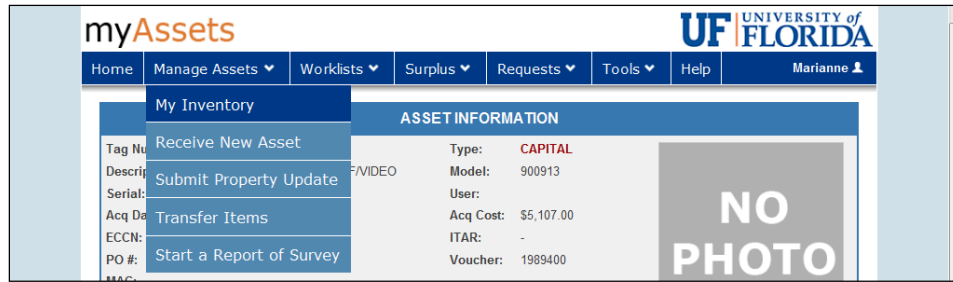 myAssets
UF UNIVERSITY of FLORIDA
Home Manage Assets Worklists Surplus Requests Tools Help Marianne
My Inventory
Receive New Asset
Submit Property Update
Transfer Items
Start a Report of Survey
ASSET INFORMATION
Tag Nu Type: CAPITAL
Descrip F/VIDEO Model: 900913
Serial: User:
Acq Da Acq Cost: $5,107.00
ECCN: ITAR: -
PO #: Voucher: 1989400
NO
PHOTO